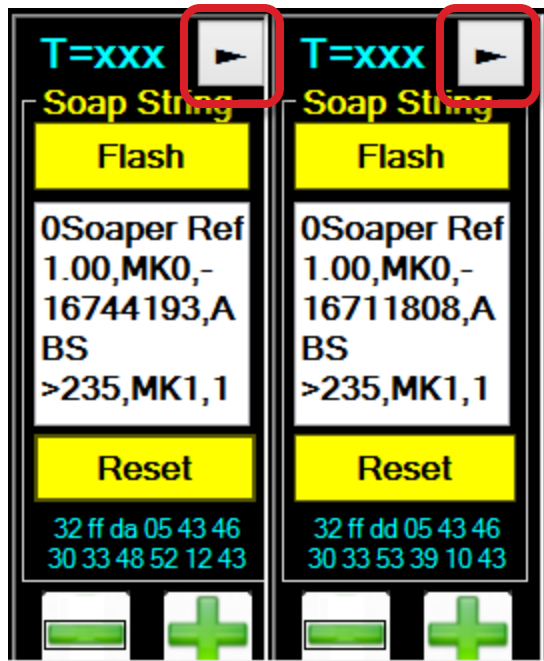 T=xxx
Soap String
Flash
0Soaper Ref
1.00,MK0,-
16744193,A
BS
>235,MK1,1
Reset
32 ff da 05 43 46
30 33 48 52 12 43
T=xxx
Soap String
Flash
0Soaper Ref
1.00,MK0,-
16711808,A
BS
>235,MK1,1
Reset
32 ff dd 05 43 46
30 33 53 39 10 43